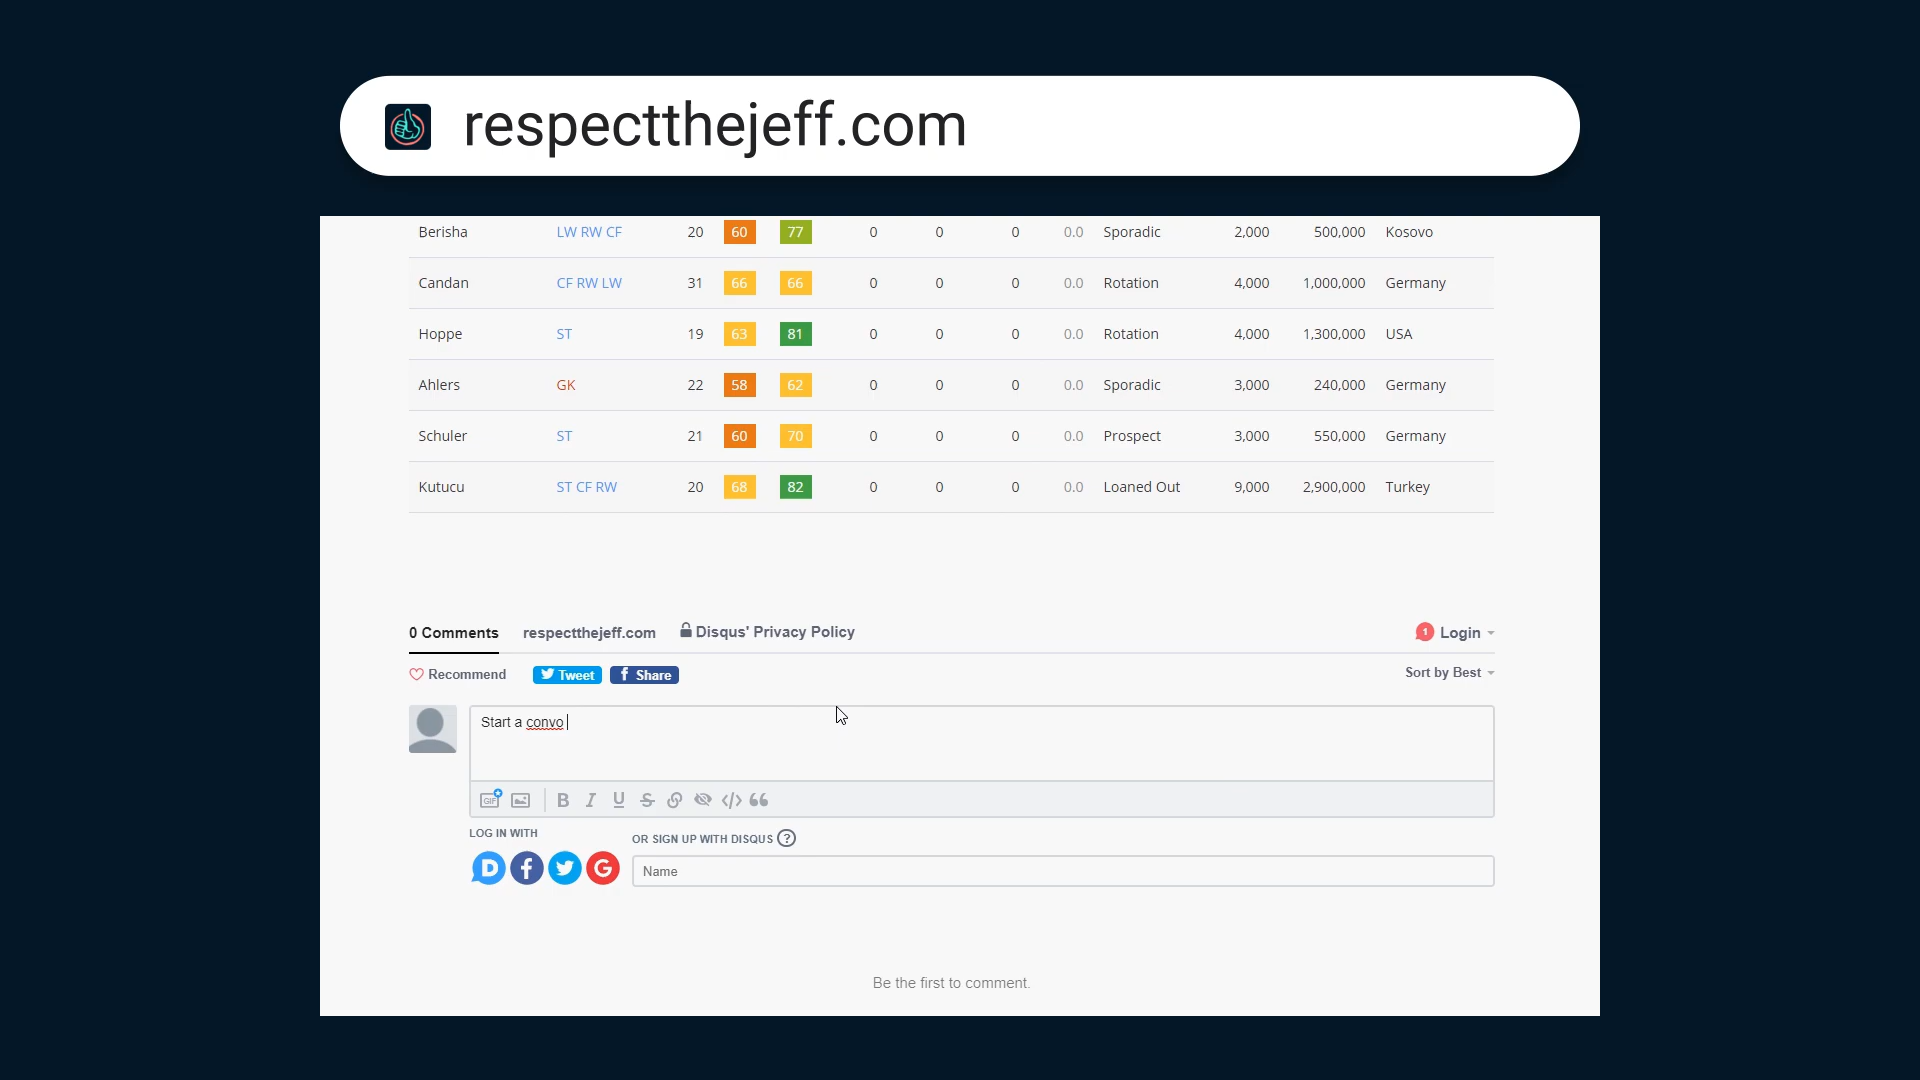 respectthejeff.com
Berisha LW RW CF 20 60 77 0 0 0 0.0 Sporadic 2,000 500,000 Kosovo
Candan CF RW LW 31 66 66 0 0 0 0.0 Rotation 4,000 1,000,000 Germany
Hoppe ST 19 63 81 0 0 0 0.0 Rotation 4,000 1,300,000 USA
Ahlers GK 22 58 62 0 0 0 0.0 Sporadic 3,000 240,000 Germany
Schuler ST 21 60 70 0 0 0 0.0 Prospect 3,000 550,000 Germany
Kutucu ST CF RW 20 68 82 0 0 0 0.0 Loaned Out 9,000 2,900,000 Turkey
0 Comments respectthejeff.com Disqus' Privacy Policy 1 Login
Recommend Tweet f Share Sort by Best
Start a convo
GIF B I U S </>
LOG IN WITH OR SIGN UP WITH DISQUS ?
D f G Name
Be the first to comment.